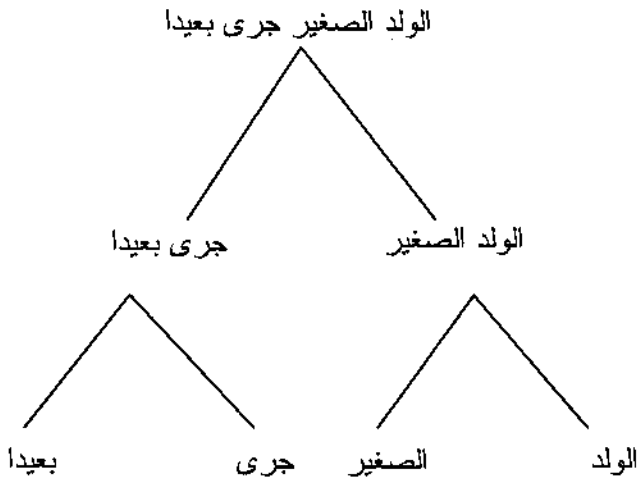 الولد الصغير جرى بعيدا
الولد الصغير
جرى بعيدا
الولد
الصغير
جرى
بعيدا